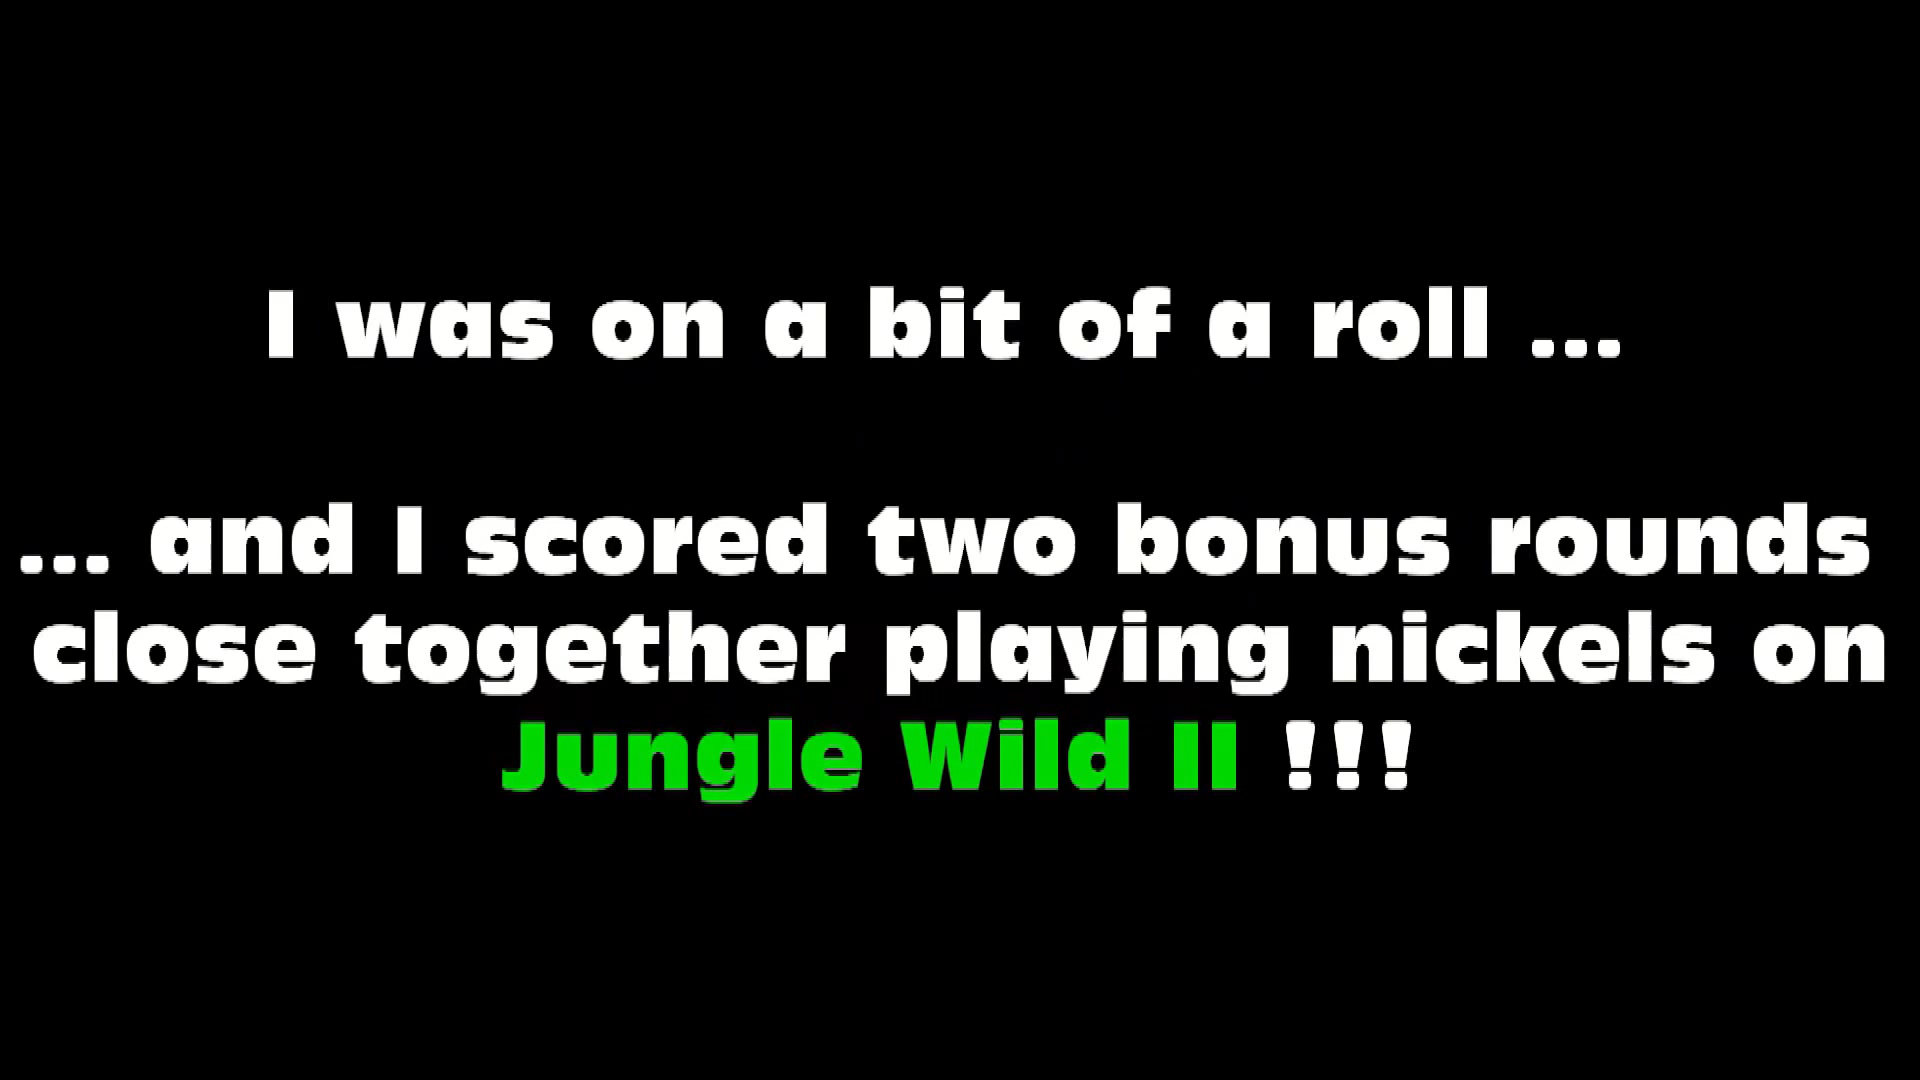 I was on a bit of a roll ...
... and I scored two bonus rounds
close together playing nickels on
Jungle Wild II !!!